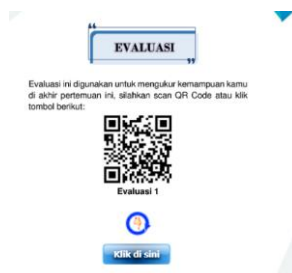 EVALUASI
Evaluasi ini digunakan untuk mengukur kemampuan kamu
di akhir pertemuan ini, silahkan scan QR Code atau klik
tombol berikut:
Evaluasi 1
Klik di sini